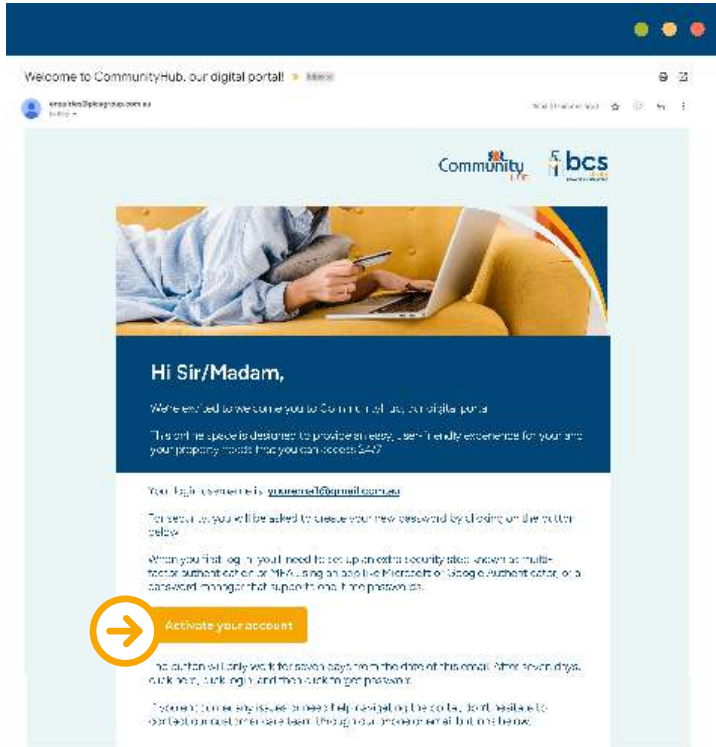 Welcome to CommunityHub, our digital portal!
enquiries@picagroup.com.au
Community
bcs
Hi Sir/Madam,
We're excited to welcome you to CommunityHub, our digital portal
This online space is designed to provide an easy, user-friendly experience for your and
your property needs that you can access 24/7
Your login username is youremail@gmail.com.au
For security, you will be asked to create your new password by clicking on the button
below
When you first log in, you'll need to set up an extra security step known as multi-
factor authentication or MFA using an app like Microsoft or Google Authenticator, or a
password manager that supports one-time passwords.
Activate your account
The button will only work for seven days from the date of this email. After seven days,
click here, click login, and then click forget password.
If you encounter any issues or need help navigating the portal, don't hesitate to
contact our customer care team through our phone or email buttons below.